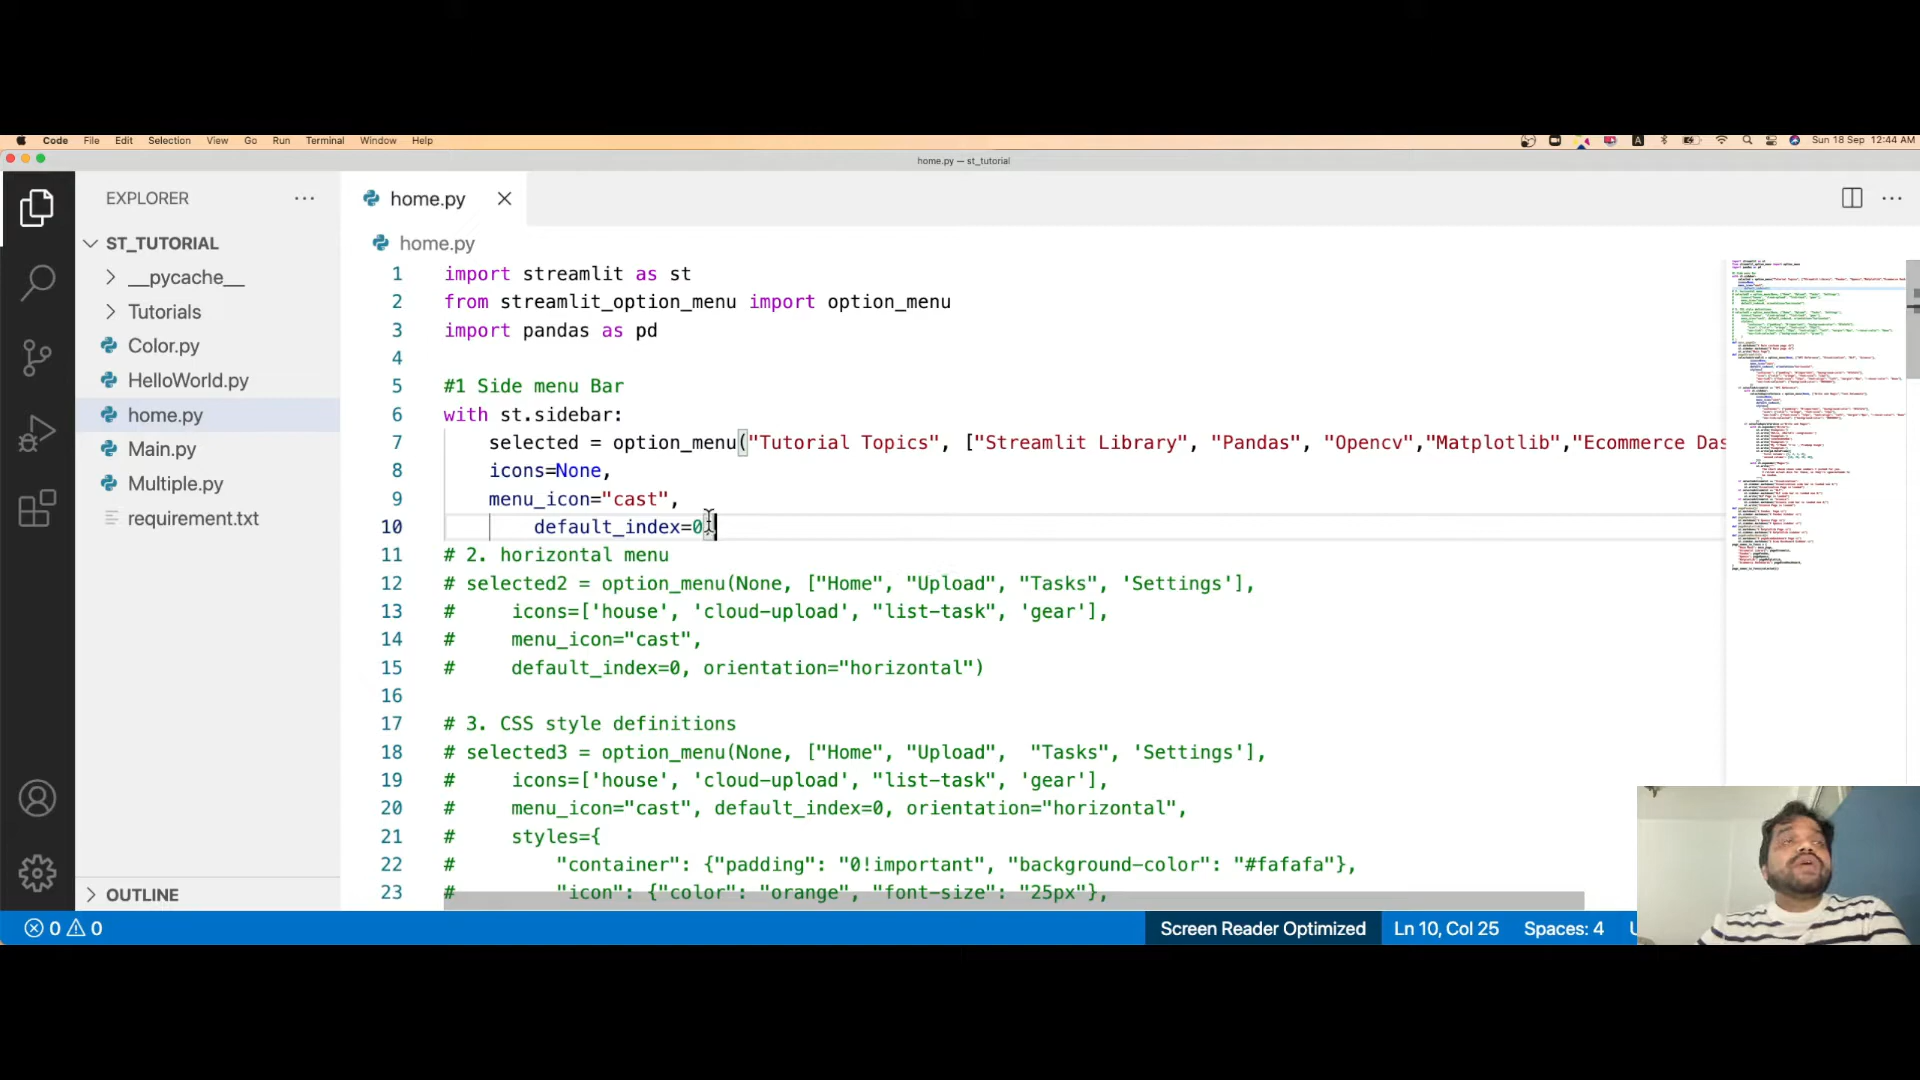 Code File Edit Selection View Go Run Terminal Window Help
A
Sun 18 Sep 12:44 AM
home.py — st_tutorial
EXPLORER
ST_TUTORIAL
__pycache__
Tutorials
Color.py
HelloWorld.py
home.py
Main.py
Multiple.py
requirement.txt
OUTLINE
home.py
home.py
1 import streamlit as st
2 from streamlit_option_menu import option_menu
3 import pandas as pd
4
5 #1 Side menu Bar
6 with st.sidebar:
7 selected = option_menu("Tutorial Topics", ["Streamlit Library", "Pandas", "Opencv","Matplotlib","Ecommerce Das
8 icons=None,
9 menu_icon="cast",
10 default_index=0)
11 # 2. horizontal menu
12 # selected2 = option_menu(None, ["Home", "Upload", "Tasks", 'Settings'],
13 # icons=['house', 'cloud-upload', "list-task", 'gear'],
14 # menu_icon="cast",
15 # default_index=0, orientation="horizontal")
16
17 # 3. CSS style definitions
18 # selected3 = option_menu(None, ["Home", "Upload",  "Tasks", 'Settings'],
19 # icons=['house', 'cloud-upload', "list-task", 'gear'],
20 # menu_icon="cast", default_index=0, orientation="horizontal",
21 # styles={
22 # "container": {"padding": "0!important", "background-color": "#fafafa"},
23 # "icon": {"color": "orange", "font-size": "25px"},
0 0
Screen Reader Optimized Ln 10, Col 25 Spaces: 4